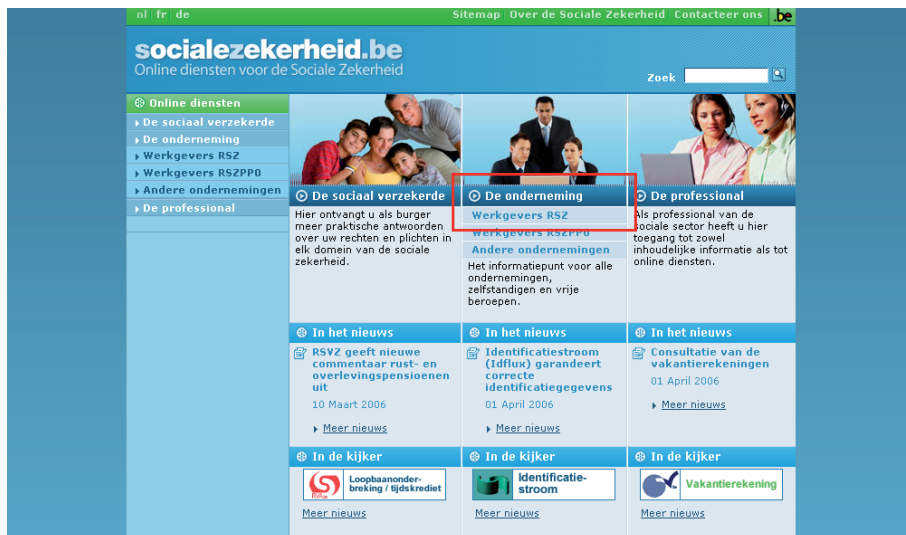 nl fr de
Sitemap Over de Sociale Zekerheid Contacteer ons .be
socialezekerheid.be
Online diensten voor de Sociale Zekerheid
Zoek
Online diensten
De sociaal verzekerde
De onderneming
Werkgevers RSZ
Werkgevers RSZPPO
Andere ondernemingen
De professional
De sociaal verzekerde
Hier ontvangt u als burger
meer praktische antwoorden
over uw rechten en plichten in
elk domein van de sociale
zekerheid.
De onderneming
Werkgevers RSZ
Werkgevers RSZPPO
Andere ondernemingen
Het informatiepunt voor alle
ondernemingen,
zelfstandigen en vrije
beroepen.
De professional
Als professional van de
sociale sector heeft u hier
toegang tot zowel
inhoudelijke informatie als tot
online diensten.
In het nieuws
RSVZ geeft nieuwe
commentaar rust- en
overlevingspensioenen
uit
10 Maart 2006
Meer nieuws
In het nieuws
Identificatiestroom
(Idflux) garandeert
correcte
identificatiegegevens
01 April 2006
Meer nieuws
In het nieuws
Consultatie van de
vakantierekeningen
01 April 2006
Meer nieuws
In de kijker
Loopbaanonder-
breking / tijdskrediet
Meer nieuws
In de kijker
Identificatie-
stroom
Meer nieuws
In de kijker
Vakantierekening
Meer nieuws